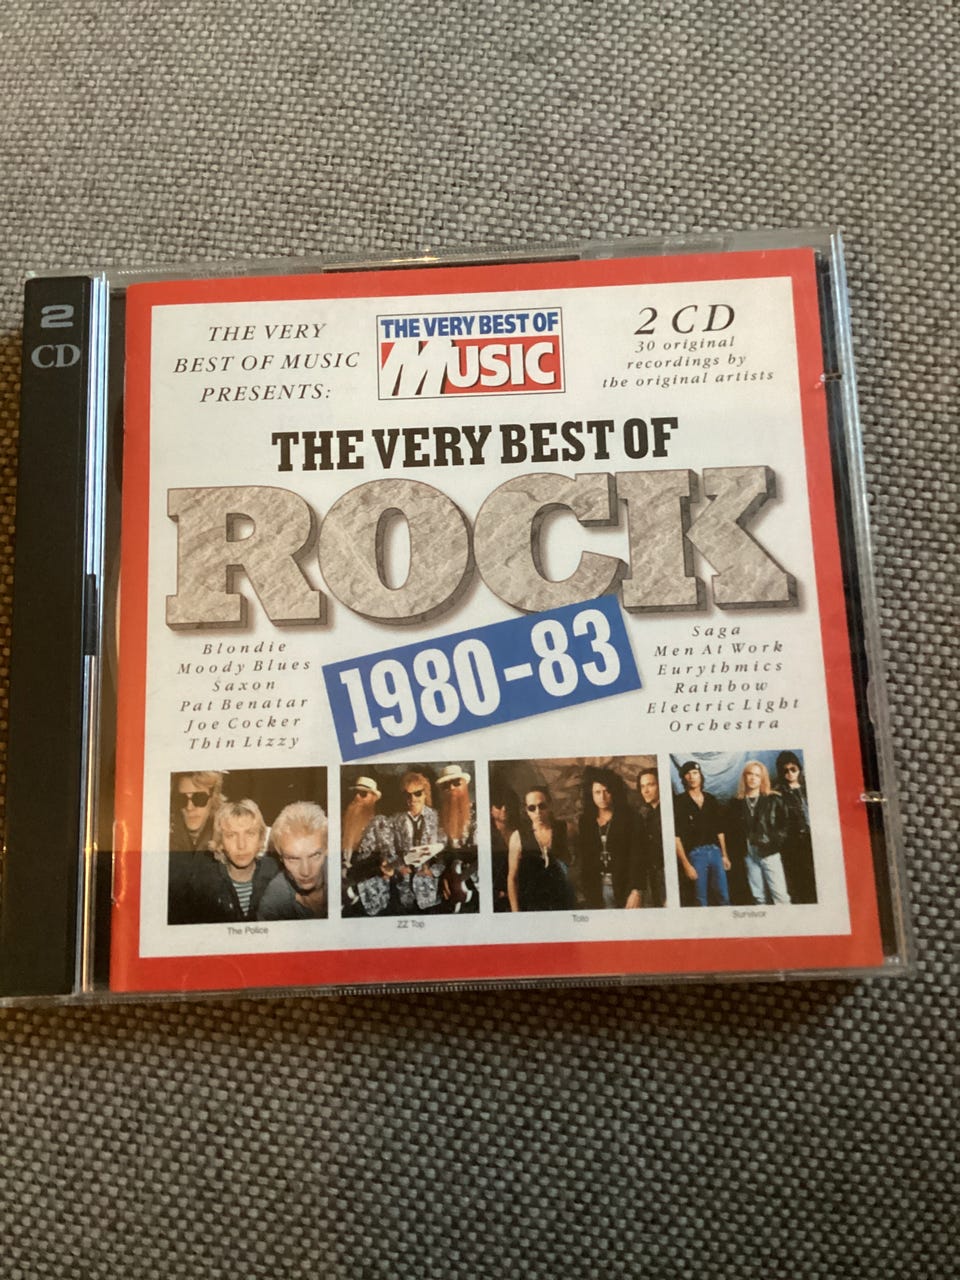 2
CD
THE VERY
BEST OF MUSIC
PRESENTS:
THE VERY BEST OF
MUSIC
2 CD
30 original
recordings by
the original artists
THE VERY BEST OF
ROCK
1980-83
Blondie
Moody Blues
Saxon
Pat Benatar
Joe Cocker
Thin Lizzy
Saga
Men At Work
Eurythmics
Rainbow
Electric Light
Orchestra
The Police
ZZ Top
Toto
Survivor